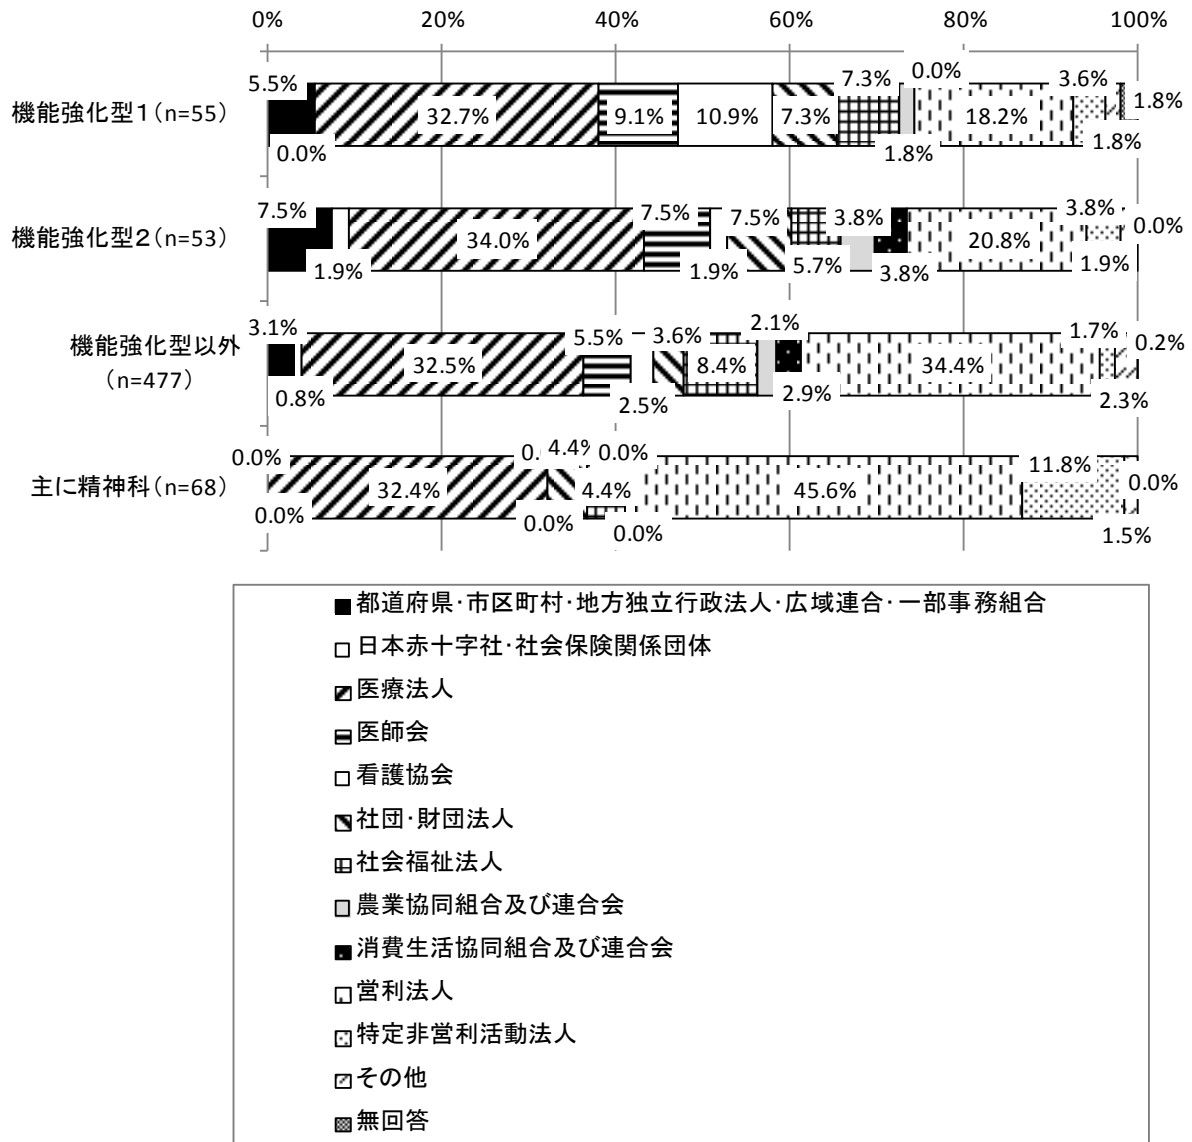 0% 20% 40% 60% 80% 100%
機能強化型1(n=55)
5.5% 0.0% 32.7% 9.1% 10.9% 7.3% 7.3% 1.8% 0.0% 18.2% 3.6% 1.8% 1.8%
機能強化型2(n=53)
7.5% 1.9% 34.0% 7.5% 1.9% 7.5% 5.7% 3.8% 3.8% 20.8% 3.8% 1.9% 0.0%
機能強化型以外
(n=477)
3.1% 0.8% 32.5% 5.5% 2.5% 3.6% 8.4% 2.1% 2.9% 34.4% 1.7% 2.3% 0.2%
主に精神科(n=68)
0.0% 0.0% 32.4% 0.0% 4.4% 4.4% 0.0% 0.0% 45.6% 11.8% 1.5% 0.0%
都道府県・市区町村・地方独立行政法人・広域連合・一部事務組合
日本赤十字社・社会保険関係団体
医療法人
医師会
看護協会
社団・財団法人
社会福祉法人
農業協同組合及び連合会
消費生活協同組合及び連合会
営利法人
特定非営利活動法人
その他
無回答